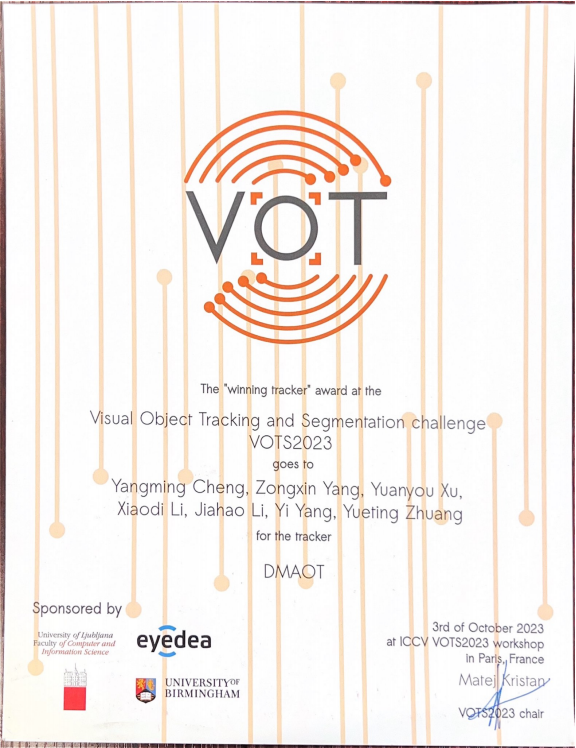 VOT
The "winning tracker" award at the
Visual Object Tracking and Segmentation challenge
VOTS2023
goes to
Yangming Cheng, Zongxin Yang, Yuanyou Xu,
Xiaodi Li, Jiahao Li, Yi Yang, Yueting Zhuang
for the tracker
DMAOT
Sponsored by
University of Ljubljana
Faculty of Computer and
Information Science
eyedea
UNIVERSITY OF
BIRMINGHAM
3rd of October 2023
at ICCV VOTS2023 workshop
in Paris, France
Matej Kristan
VOTS2023 chair